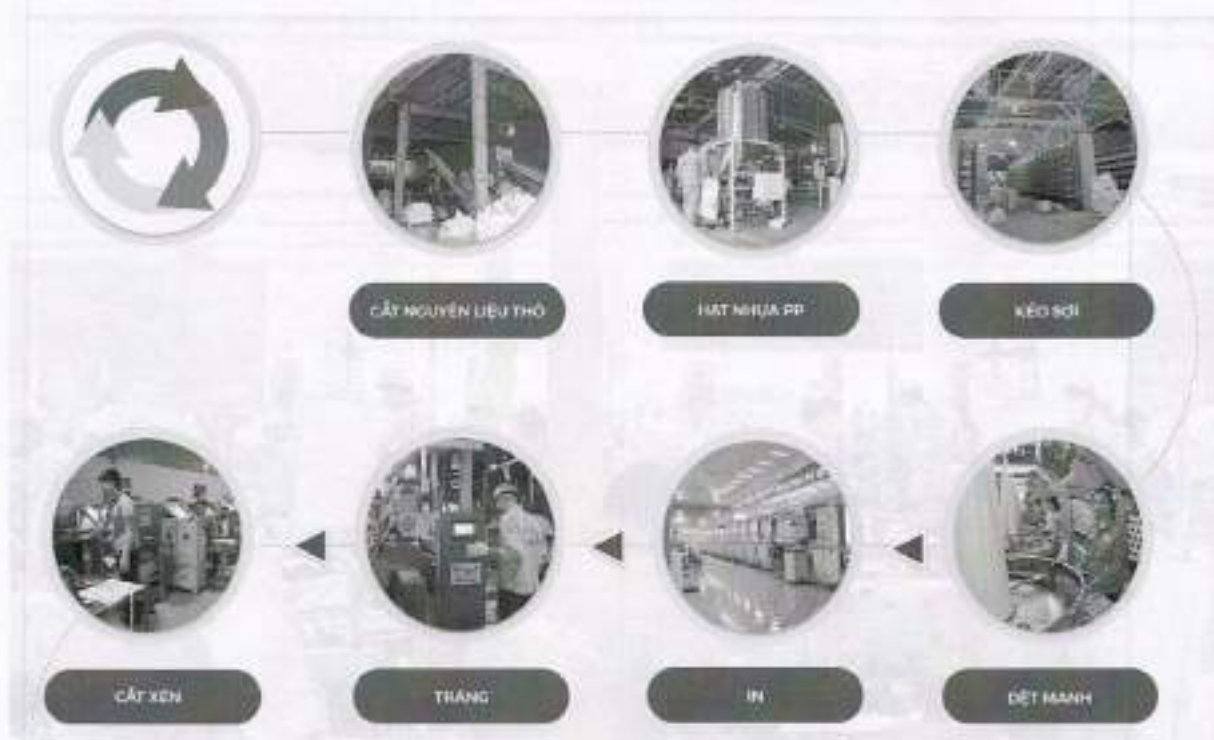 CẮT NGUYÊN LIỆU THÔ
HẠT NHỰA PP
KÉO SỢI
CẮT XÉN
TRÁNG
IN
DỆT MANH